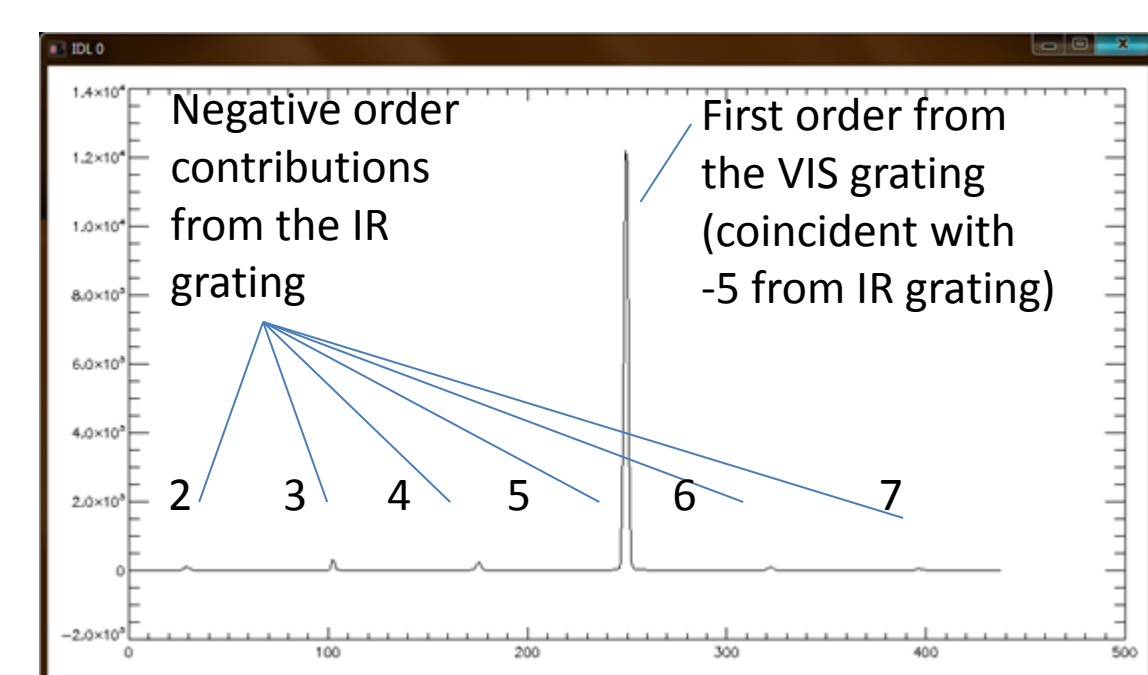 IDL 0
1.4×10⁴
Negative order
contributions
from the IR
grating
First order from
the VIS grating
(coincident with
-5 from IR grating)
1.2×10⁴
1.0×10⁴
8.0×10³
6.0×10³
4.0×10³
2.0×10³
2 3 4 5 6 7
0
−2.0×10³
0 100 200 300 400 500